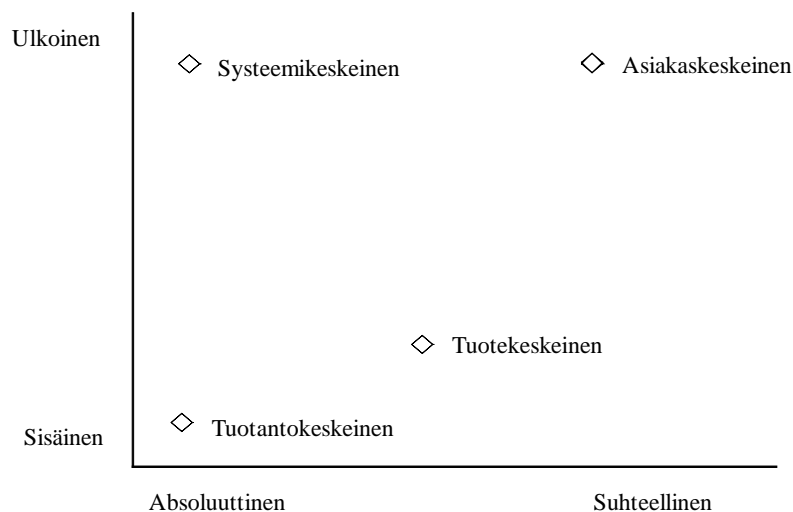 Ulkoinen
Systeemikeskeinen
Asiakaskeskeinen
Tuotekeskeinen
Tuotantokeskeinen
Sisäinen
Absoluuttinen
Suhteellinen